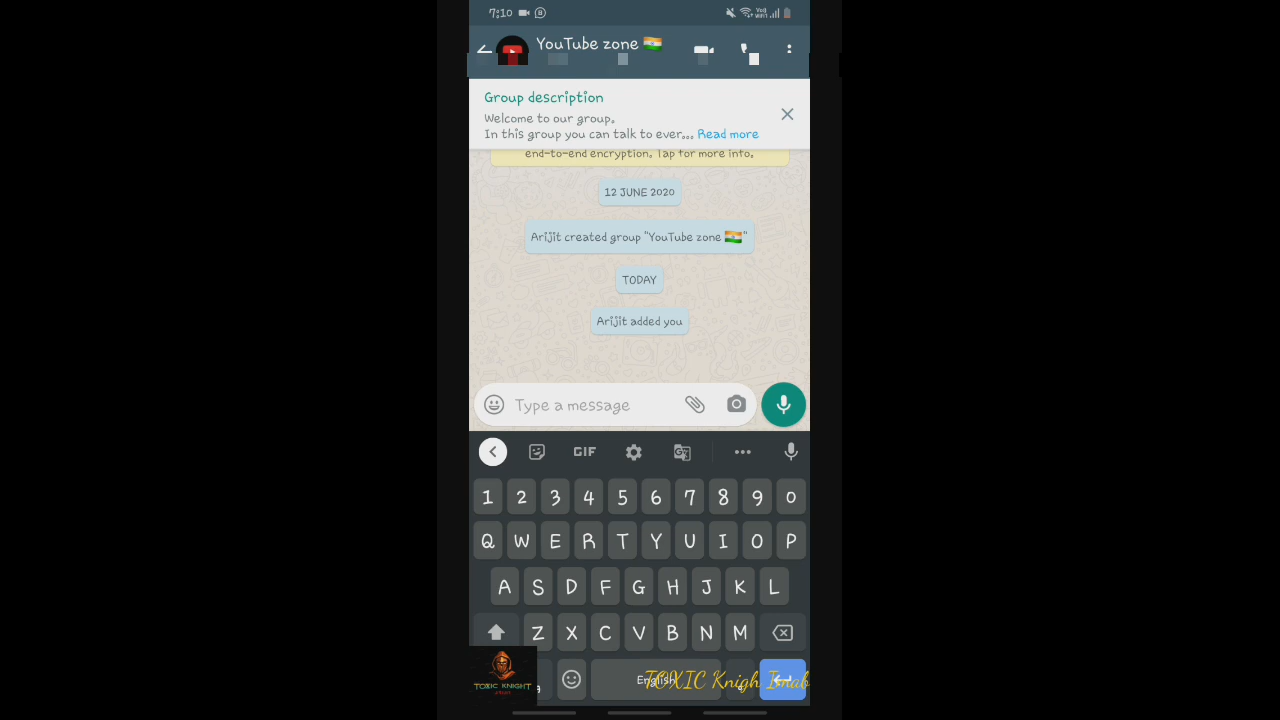 7:10
YouTube zone 🇮🇳
Group description
Welcome to our group.
In this group you can talk to ever... Read more
end-to-end encryption. Tap for more info.
12 JUNE 2020
Arijit created group "YouTube zone 🇮🇳"
TODAY
Arijit added you
Type a message
GIF
1 2 3 4 5 6 7 8 9 0
Q W E R T Y U I O P
A S D F G H J K L
Z X C V B N M
English
TOXIC KNIGHT
TOXIC Knigh